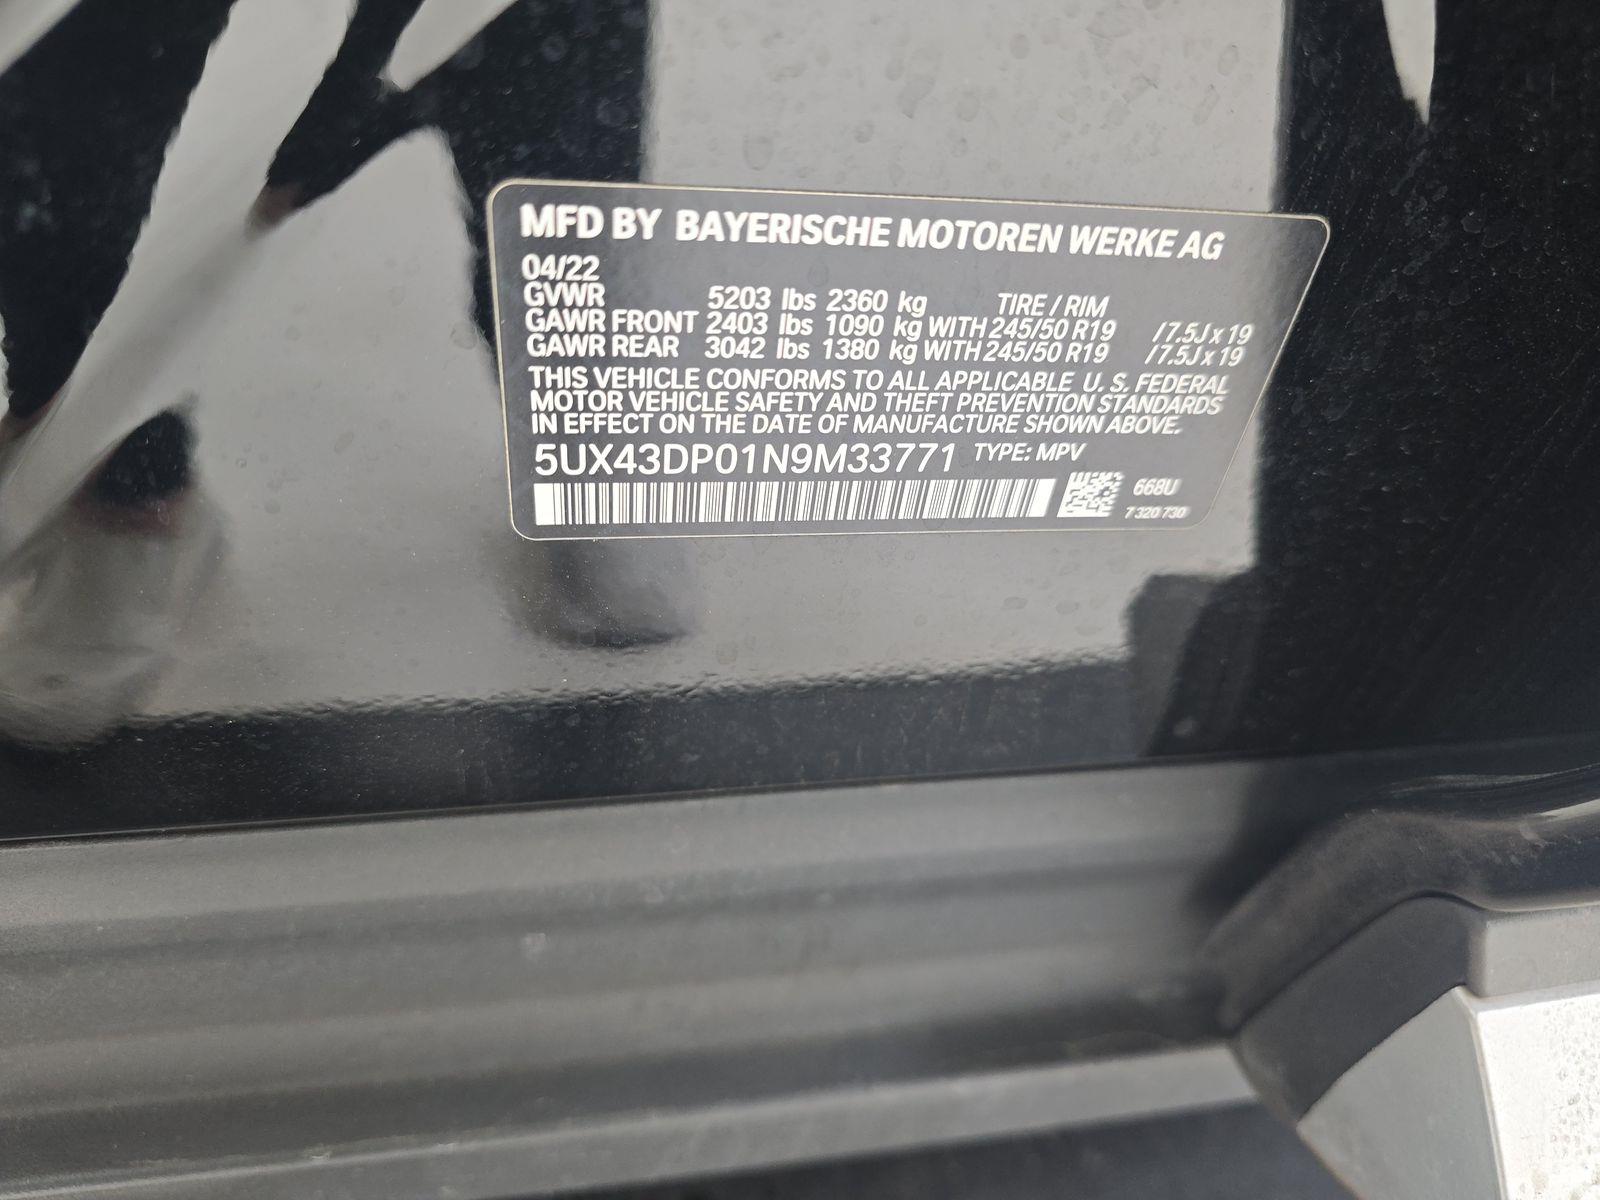 MFD BY BAYERISCHE MOTOREN WERKE AG
04/22
GVWR 5203 lbs 2360 kg TIRE / RIM
GAWR FRONT 2403 lbs 1090 kg WITH 245/50 R19 /7.5J x 19
GAWR REAR 3042 lbs 1380 kg WITH 245/50 R19 /7.5J x 19
THIS VEHICLE CONFORMS TO ALL APPLICABLE U. S. FEDERAL
MOTOR VEHICLE SAFETY AND THEFT PREVENTION STANDARDS
IN EFFECT ON THE DATE OF MANUFACTURE SHOWN ABOVE.
5UX43DP01N9M33771 TYPE: MPV
668U
7 320 730